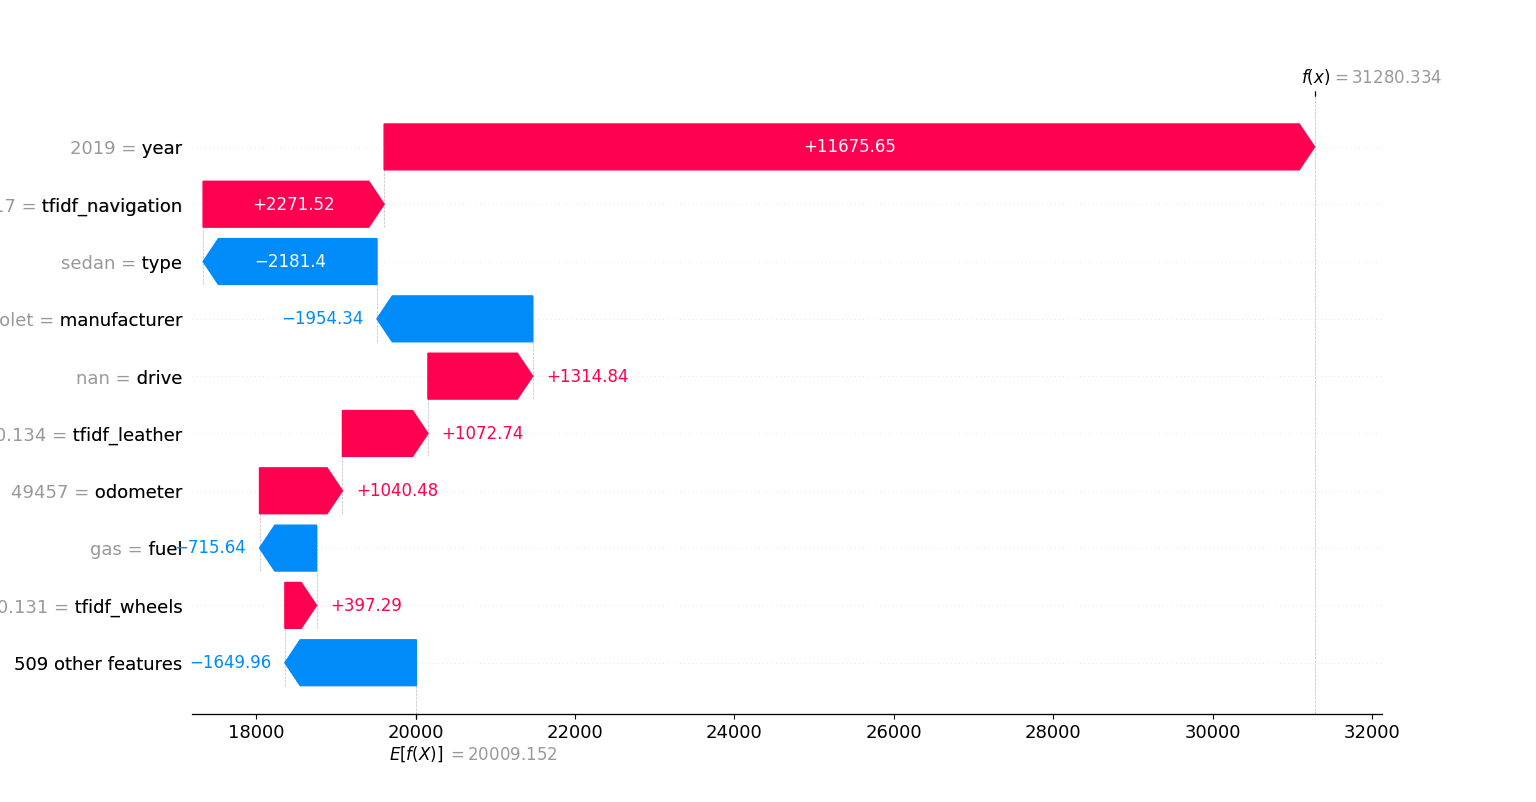 f(x) = 31280.334
2019 = year
+11675.65
17 = tfidf_navigation
+2271.52
sedan = type
−2181.4
olet = manufacturer
−1954.34
nan = drive
+1314.84
0.134 = tfidf_leather
+1072.74
49457 = odometer
+1040.48
gas = fuel
−715.64
0.131 = tfidf_wheels
+397.29
509 other features
−1649.96
18000 20000 22000 24000 26000 28000 30000 32000
E[f(X)] = 20009.152